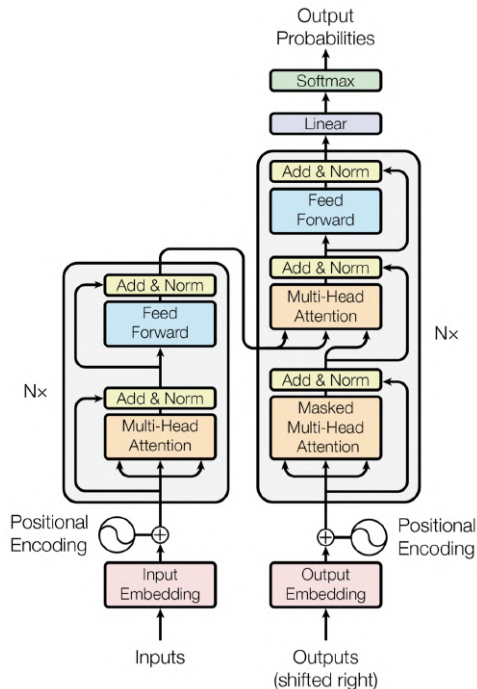 Output
Probabilities
Softmax
Linear
Add & Norm
Feed
Forward
Add & Norm
Multi-Head
Attention
Nx
Add & Norm
Masked
Multi-Head
Attention
Positional
Encoding
Output
Embedding
Outputs
(shifted right)
Add & Norm
Feed
Forward
Nx
Add & Norm
Multi-Head
Attention
Positional
Encoding
Input
Embedding
Inputs